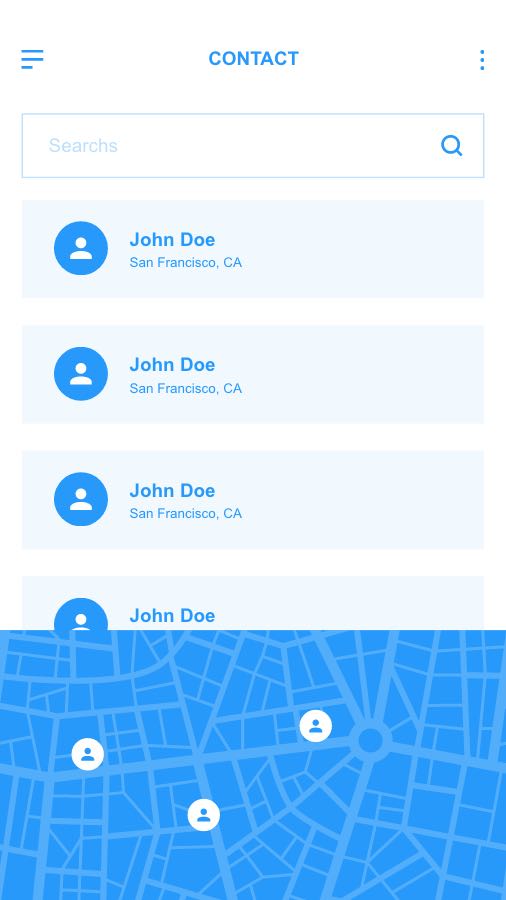 CONTACT
Searchs
John Doe
San Francisco, CA
John Doe
San Francisco, CA
John Doe
San Francisco, CA
John Doe